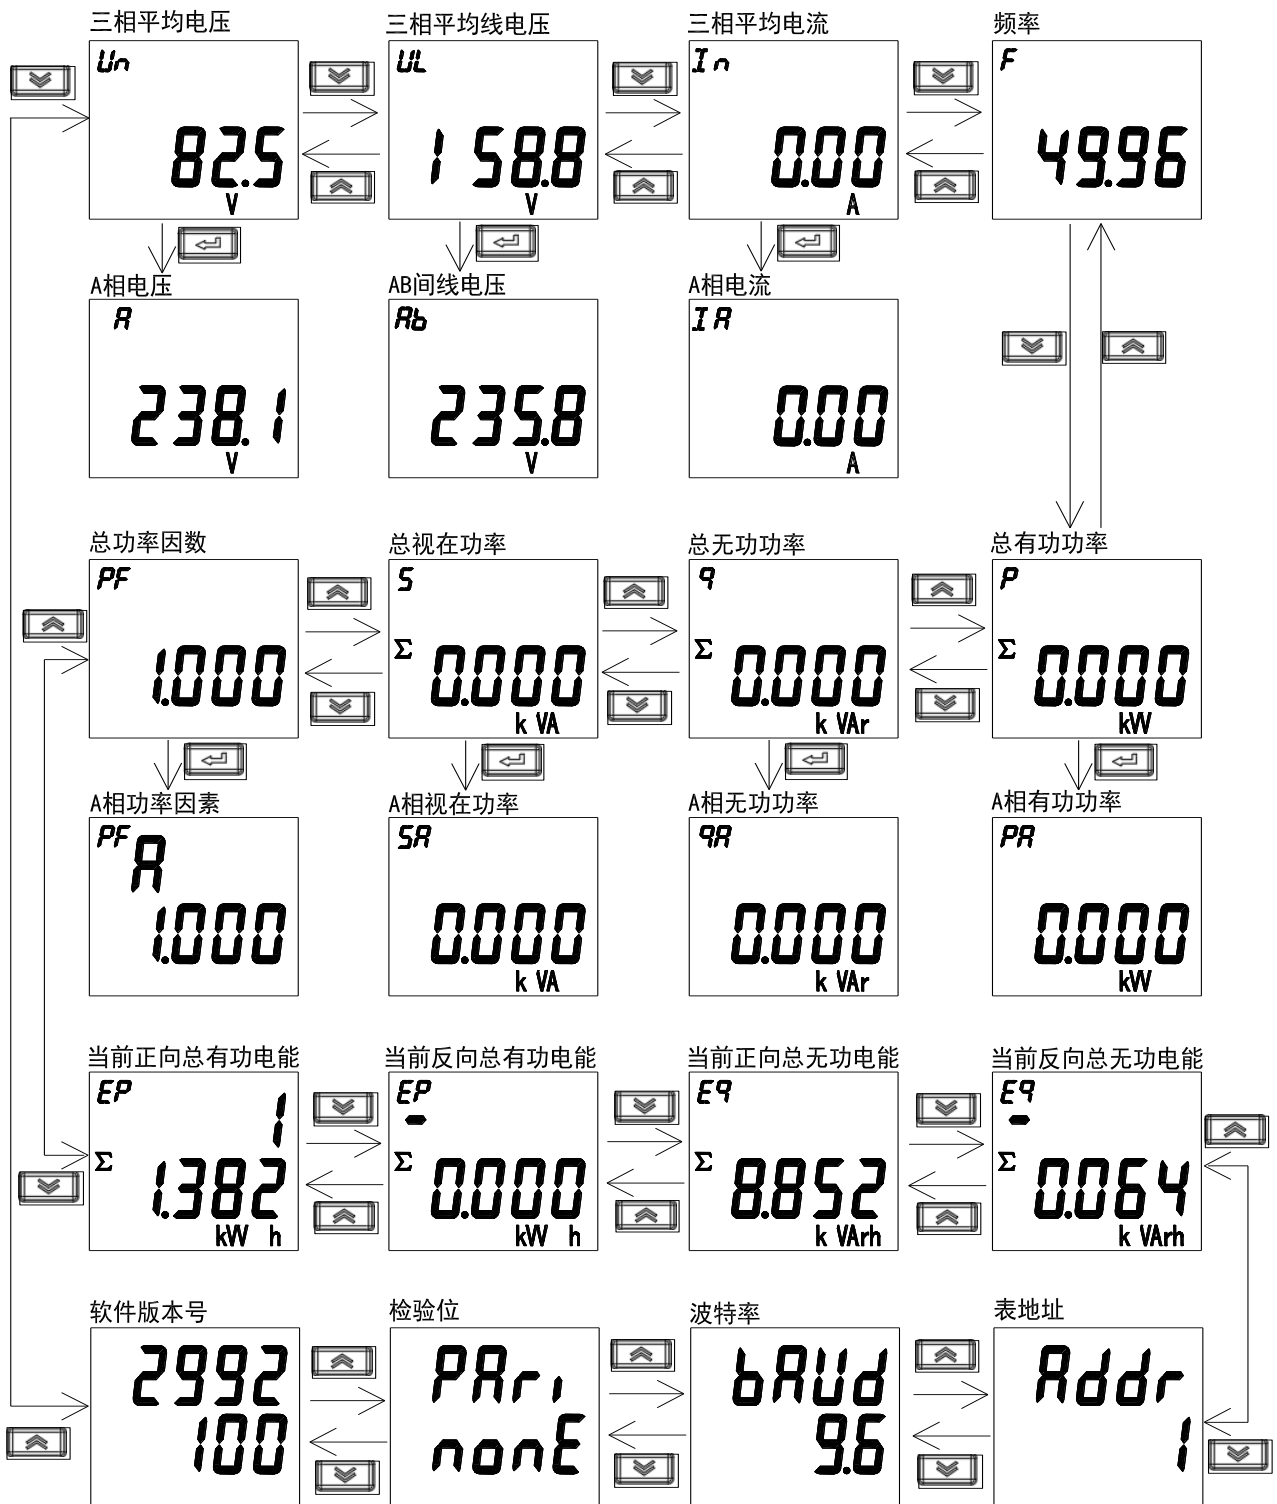 三相平均电压 三相平均线电压 三相平均电流 频率
Un UL In F
82.5 158.8 0.00 49.96
V V A
A相电压 AB间线电压 A相电流
A Ab IA
238.1 235.8 0.00
V V A
总功率因数 总视在功率 总无功功率 总有功功率
PF S q P
Σ Σ Σ
1.000 0.000 0.000 0.000
k VA k VAr kW
A相功率因素 A相视在功率 A相无功功率 A相有功功率
PF A SA qA PA
1.000 0.000 0.000 0.000
k VA k VAr kW
当前正向总有功电能 当前反向总有功电能 当前正向总无功电能 当前反向总无功电能
EP EP Eq Eq
1 - -
Σ Σ Σ Σ
1.382 0.000 8.852 0.064
kW h kW h k VArh k VArh
软件版本号 检验位 波特率 表地址
2992 PAri bAUd Addr
100 nonE 9.6 1